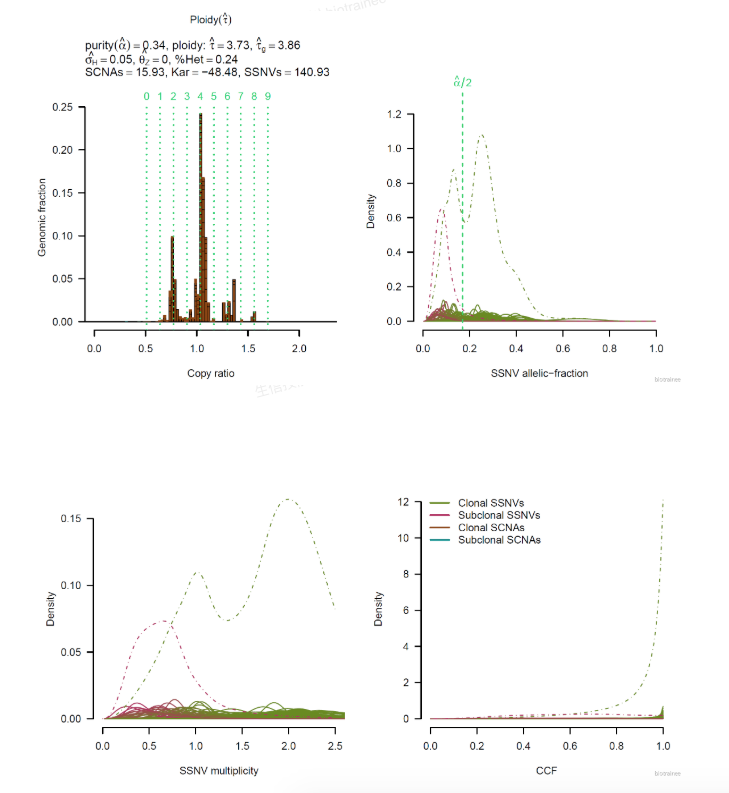 biotrainee
Ploidy(τ̂)
purity(α̂) = 0.34, ploidy: τ̂ = 3.73, τ̂g = 3.86
σ̂H = 0.05, θ̂Z = 0, %Het = 0.24
SCNAs = 15.93, Kar = −48.48, SSNVs = 140.93
0 1 2 3 4 5 6 7 8 9
0.25
0.20
0.15
0.10
0.05
0.00
Genomic fraction
0.0 0.5 1.0 1.5 2.0
Copy ratio
α̂/2
1.2
1.0
0.8
0.6
0.4
0.2
0.0
Density
0.0 0.2 0.4 0.6 0.8 1.0
SSNV allelic−fraction
biotrainee
0.15
0.10
0.05
0.00
Density
0.0 0.5 1.0 1.5 2.0 2.5
SSNV multiplicity
Clonal SSNVs
Subclonal SSNVs
Clonal SCNAs
Subclonal SCNAs
12
10
8
6
4
2
0
Density
0.0 0.2 0.4 0.6 0.8 1.0
CCF
biotrainee